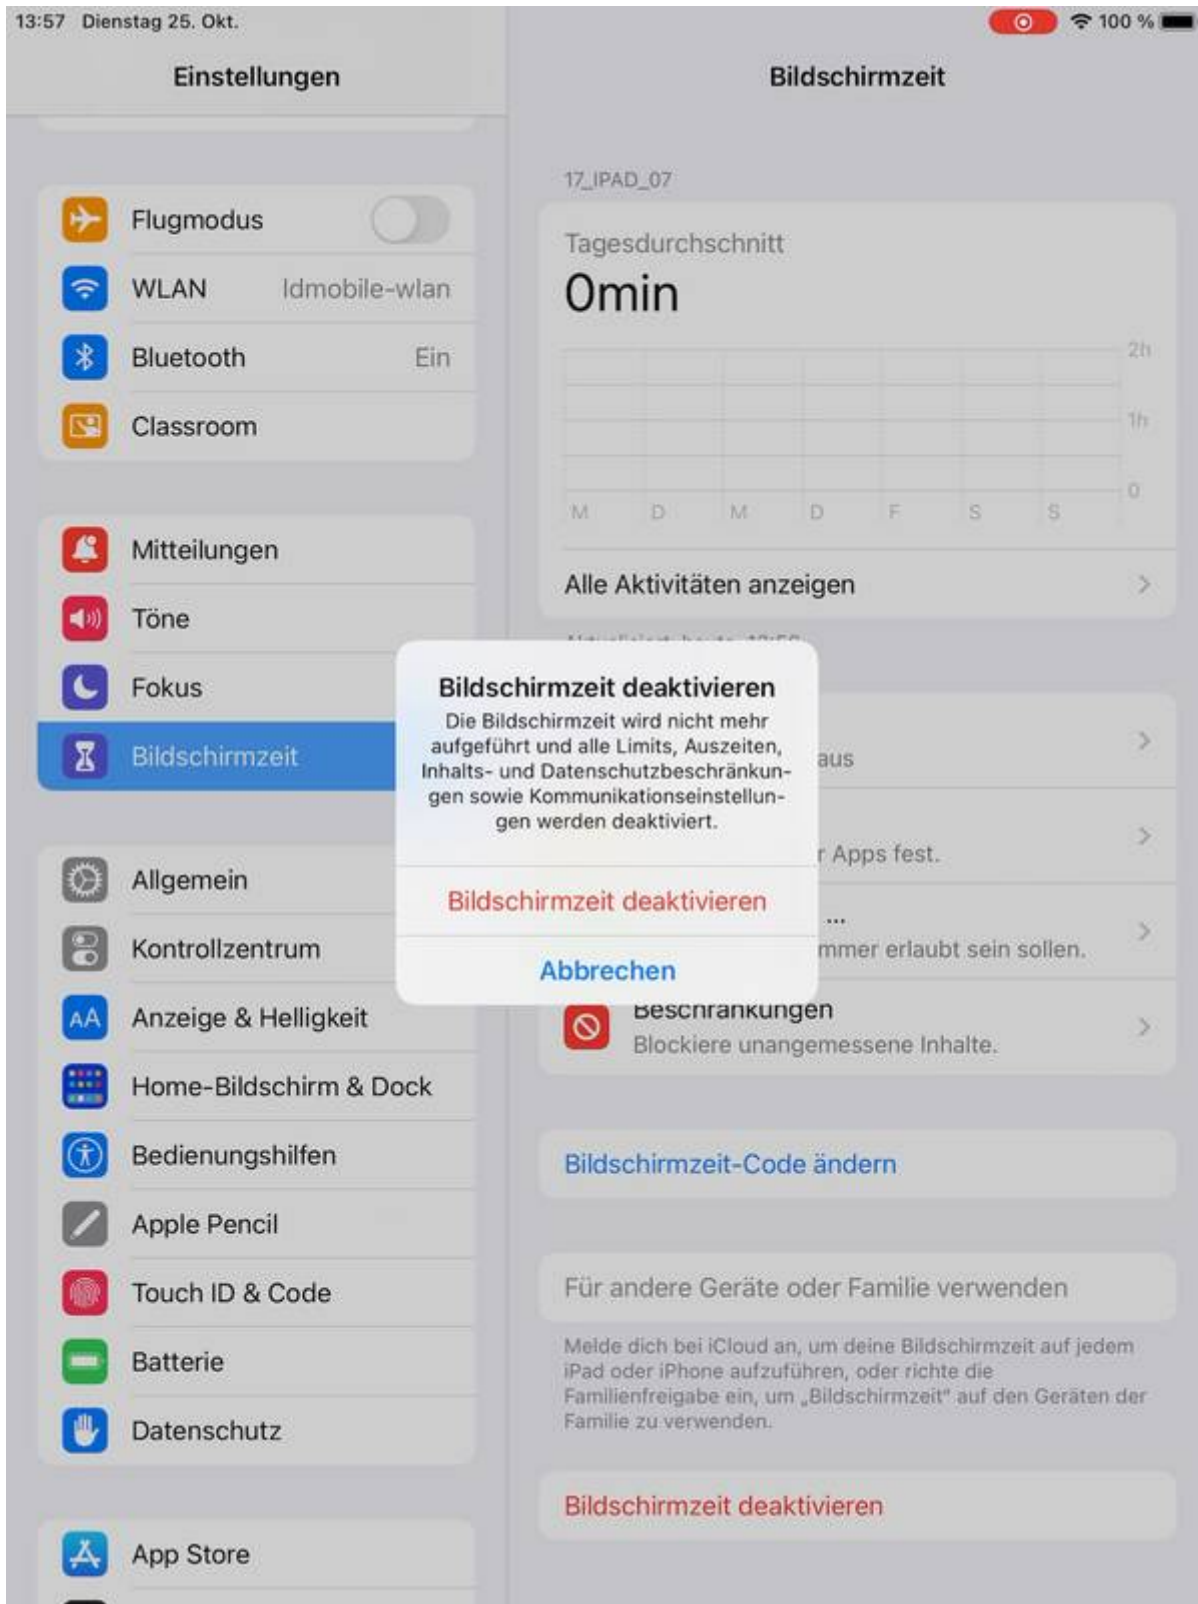 13:57 Dienstag 25. Okt.
100 %
Einstellungen
Flugmodus
WLAN ldmobile-wlan
Bluetooth Ein
Classroom
Mitteilungen
Töne
Fokus
Bildschirmzeit
Allgemein
Kontrollzentrum
AA Anzeige & Helligkeit
Home-Bildschirm & Dock
Bedienungshilfen
Apple Pencil
Touch ID & Code
Batterie
Datenschutz
App Store
Bildschirmzeit
17_IPAD_07
Tagesdurchschnitt
0min
2h
1h
0
M D M D F S S
Alle Aktivitäten anzeigen
Bildschirmzeit deaktivieren
Die Bildschirmzeit wird nicht mehr
aufgeführt und alle Limits, Auszeiten,
Inhalts- und Datenschutzbeschränkun-
gen sowie Kommunikationseinstellun-
gen werden deaktiviert.
Bildschirmzeit deaktivieren
Abbrechen
aus
r Apps fest.
...
mmer erlaubt sein sollen.
Beschränkungen
Blockiere unangemessene Inhalte.
Bildschirmzeit-Code ändern
Für andere Geräte oder Familie verwenden
Melde dich bei iCloud an, um deine Bildschirmzeit auf jedem
iPad oder iPhone aufzuführen, oder richte die
Familienfreigabe ein, um „Bildschirmzeit“ auf den Geräten der
Familie zu verwenden.
Bildschirmzeit deaktivieren